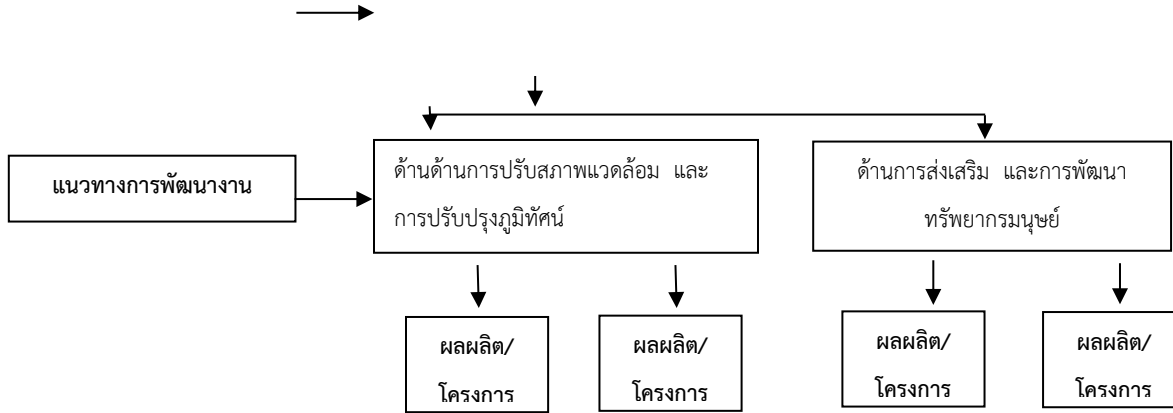 แนวทางการพัฒนางาน
ด้านด้านการปรับสภาพแวดล้อม และ
การปรับปรุงภูมิทัศน์
ด้านการส่งเสริม และการพัฒนา
ทรัพยากรมนุษย์
ผลผลิต/
โครงการ
ผลผลิต/
โครงการ
ผลผลิต/
โครงการ
ผลผลิต/
โครงการ